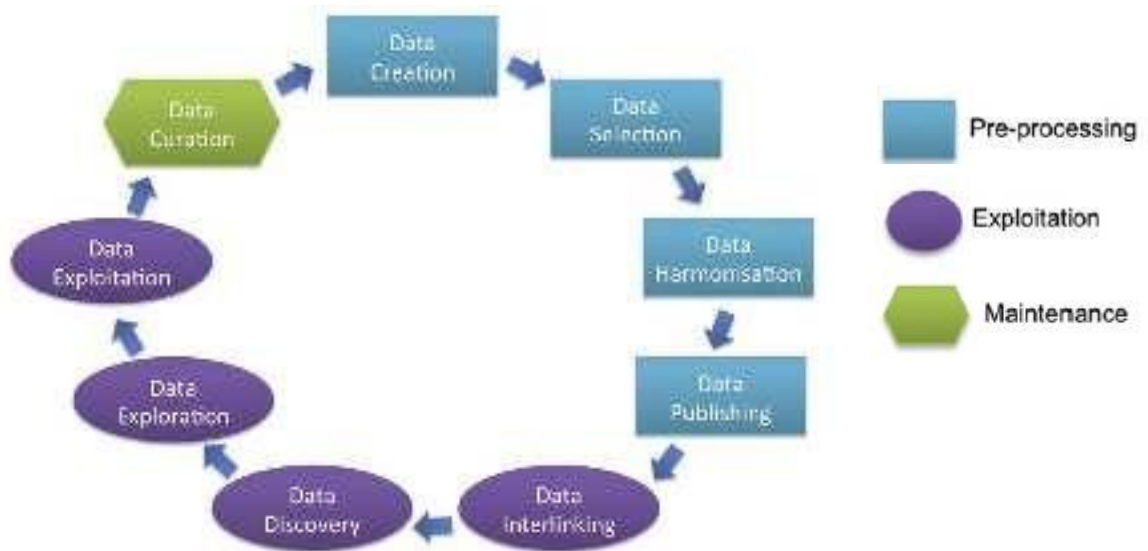 Data
Creation
Data
Selection
Data
Harmonisation
Data
Publishing
Data
Interlinking
Data
Discovery
Data
Exploration
Data
Exploitation
Data
Curation
Pre-processing
Exploitation
Maintenance